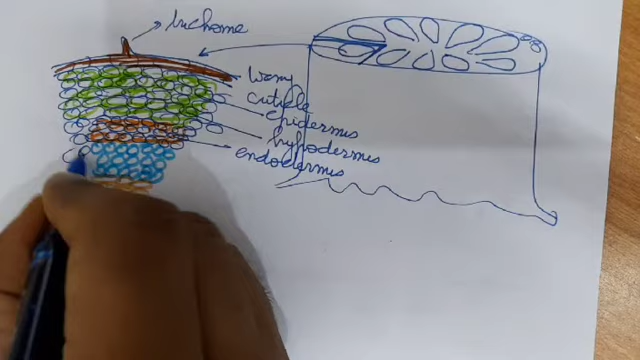 trichome
Waxy
cuticle
epidermis
hypodermis
endodermis